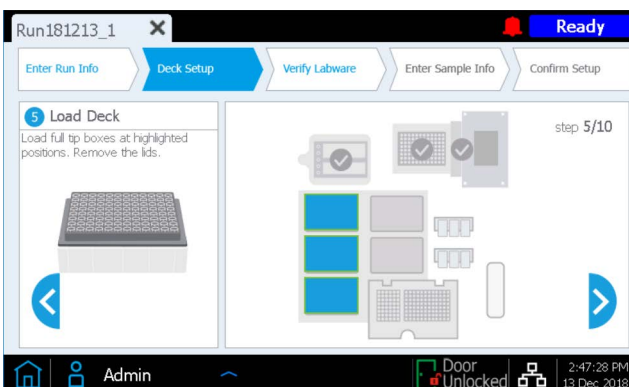 Run181213_1
Ready
Enter Run Info
Deck Setup
Verify Labware
Enter Sample Info
Confirm Setup
5 Load Deck
Load full tip boxes at highlighted
positions. Remove the lids.
step 5/10
Admin
Door
Unlocked
2:47:28 PM
13 Dec 2018